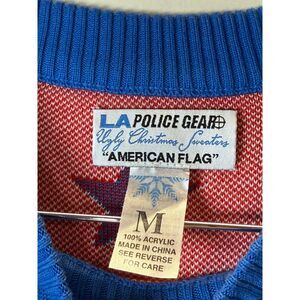 LA POLICE GEAR
Ugly Christmas Sweaters
"AMERICAN FLAG"
M
100% ACRYLIC
MADE IN CHINA
SEE REVERSE
FOR CARE